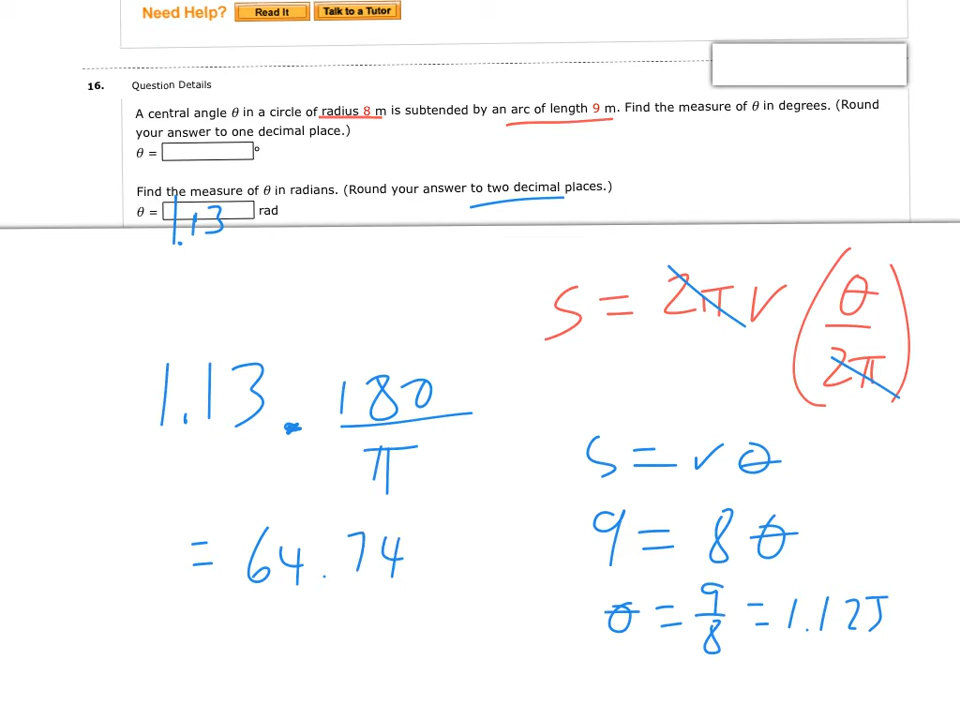 Need Help? Read It Talk to a Tutor
16. Question Details
A central angle θ in a circle of radius 8 m is subtended by an arc of length 9 m. Find the measure of θ in degrees. (Round
your answer to one decimal place.)
θ = °
Find the measure of θ in radians. (Round your answer to two decimal places.)
θ = 1.13 rad
S = 2πr (θ/2π)
1.13 · 180/π
S = rθ
= 64.74
9 = 8θ
θ = 9/8 = 1.125